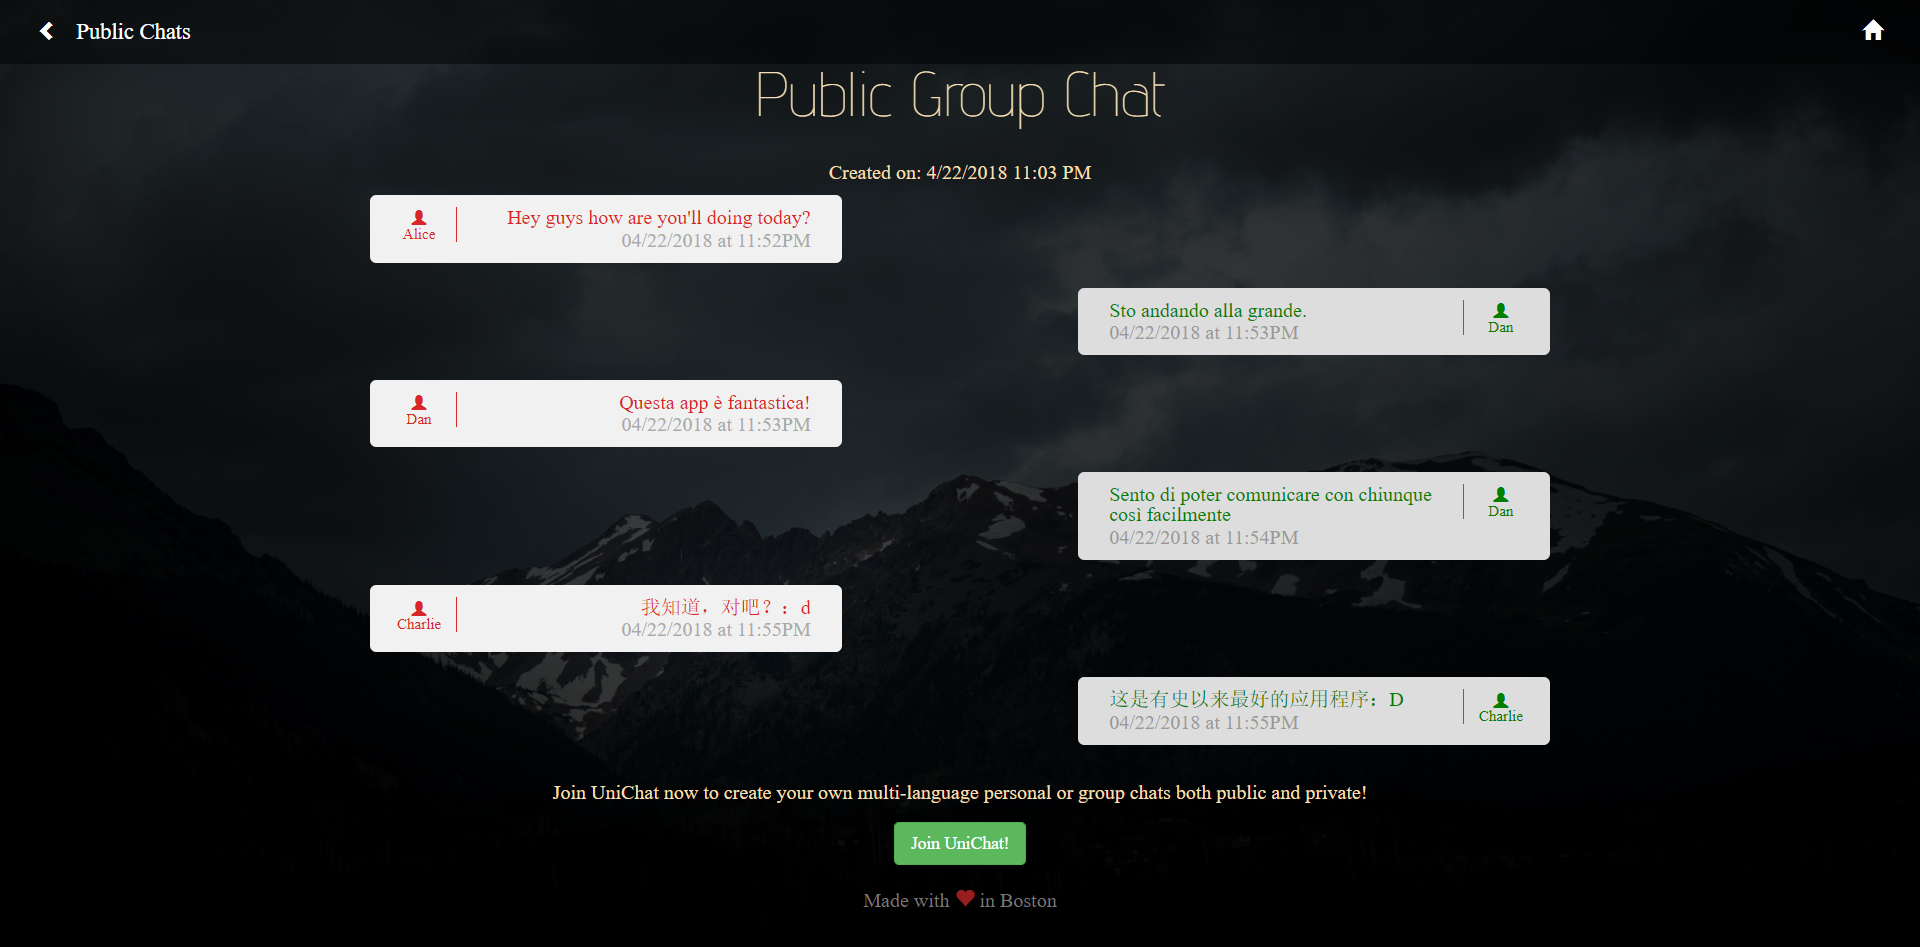 Public Chats
Public Group Chat
Created on: 4/22/2018 11:03 PM
Hey guys how are you'll doing today?
04/22/2018 at 11:52PM
Alice
Sto andando alla grande.
04/22/2018 at 11:53PM
Dan
Questa app è fantastica!
04/22/2018 at 11:53PM
Dan
Sento di poter comunicare con chiunque
così facilmente
04/22/2018 at 11:54PM
Dan
我知道，对吧？：d
04/22/2018 at 11:55PM
Charlie
这是有史以来最好的应用程序：D
04/22/2018 at 11:55PM
Charlie
Join UniChat now to create your own multi-language personal or group chats both public and private!
Join UniChat!
Made with ❤ in Boston